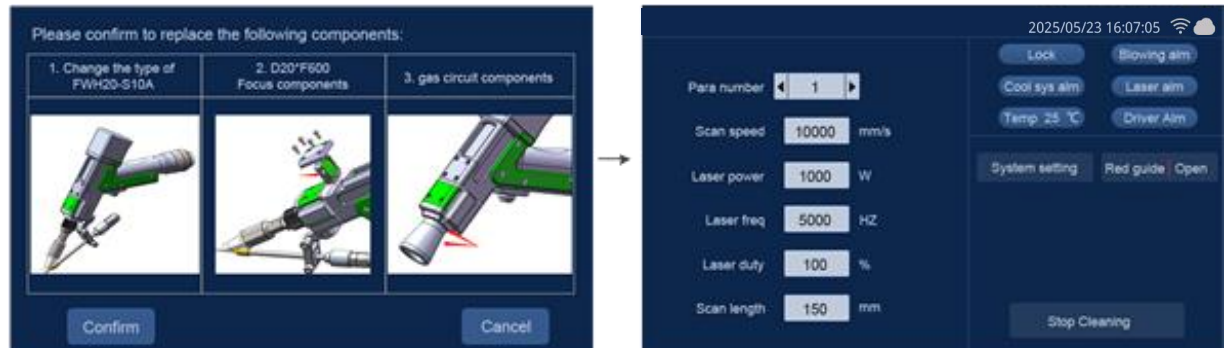 Please confirm to replace the following components:
1. Change the type of
FWH20-S10A
2. D20*F600
Focus components
3. gas circuit components
Confirm
Cancel
2025/05/23 16:07:05
Para number
1
Scan speed
10000
mm/s
Laser power
1000
W
Laser freq
5000
HZ
Laser duty
100
%
Scan length
150
mm
Lock
Blowing alm
Cool sys alm
Laser alm
Temp 25 ℃
Driver Alm
System setting
Red guide
Open
Stop Cleaning